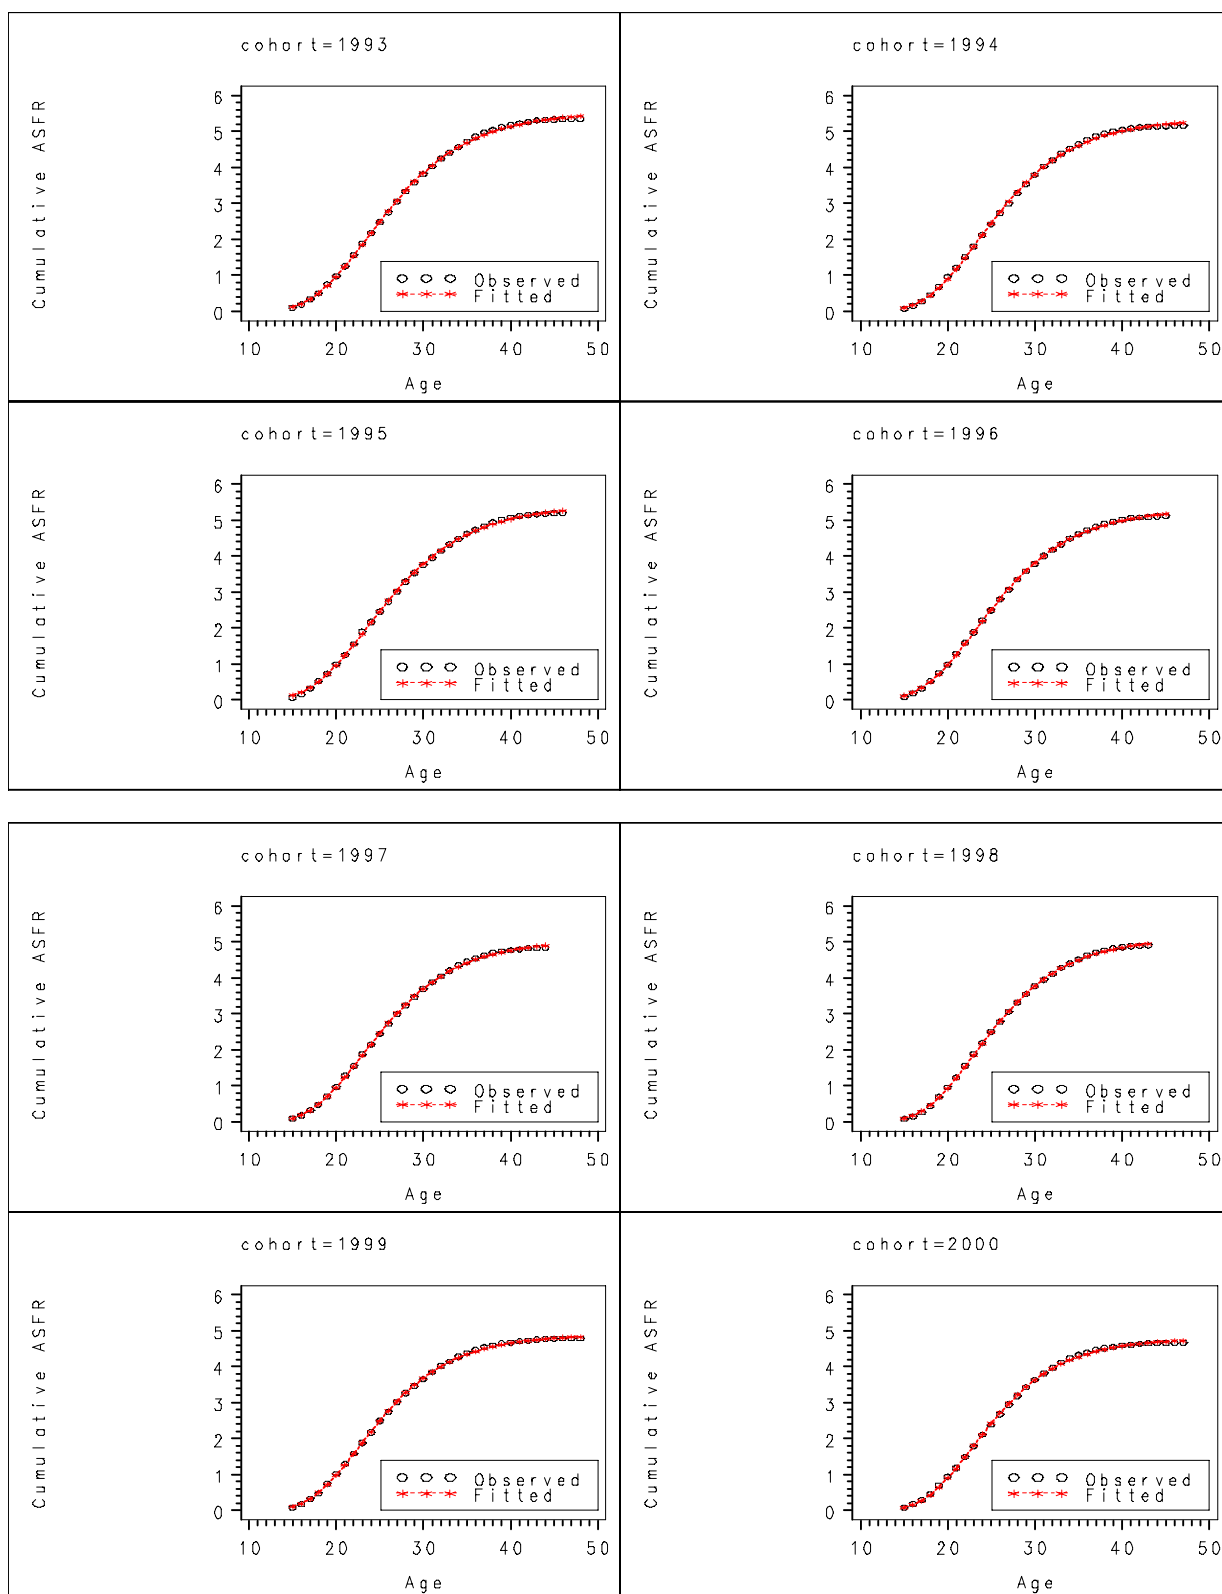 cohort=1993
Cumulative ASFR
6
5
4
3
2
1
0
Observed
Fitted
10 20 30 40 50
Age
cohort=1994
Cumulative ASFR
6
5
4
3
2
1
0
Observed
Fitted
10 20 30 40 50
Age
cohort=1995
Cumulative ASFR
6
5
4
3
2
1
0
Observed
Fitted
10 20 30 40 50
Age
cohort=1996
Cumulative ASFR
6
5
4
3
2
1
0
Observed
Fitted
10 20 30 40 50
Age
cohort=1997
Cumulative ASFR
6
5
4
3
2
1
0
Observed
Fitted
10 20 30 40 50
Age
cohort=1998
Cumulative ASFR
6
5
4
3
2
1
0
Observed
Fitted
10 20 30 40 50
Age
cohort=1999
Cumulative ASFR
6
5
4
3
2
1
0
Observed
Fitted
10 20 30 40 50
Age
cohort=2000
Cumulative ASFR
6
5
4
3
2
1
0
Observed
Fitted
10 20 30 40 50
Age